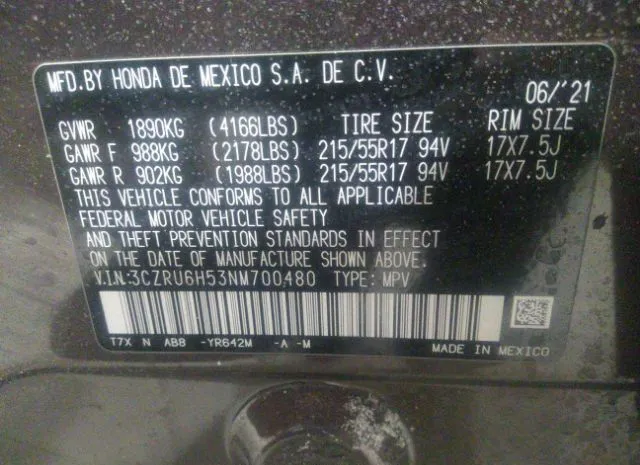 MFD.BY HONDA DE MEXICO S.A. DE C.V.
06/'21
GVWR 1890KG (4166LBS) TIRE SIZE RIM SIZE
GAWR F 988KG (2178LBS) 215/55R17 94V 17X7.5J
GAWR R 902KG (1988LBS) 215/55R17 94V 17X7.5J
THIS VEHICLE CONFORMS TO ALL APPLICABLE
FEDERAL MOTOR VEHICLE SAFETY
AND THEFT PREVENTION STANDARDS IN EFFECT
ON THE DATE OF MANUFACTURE SHOWN ABOVE.
V.I.N:3CZRU6H53NM700480 TYPE: MPV
T7X N ABB -YR642M -A -M MADE IN MEXICO